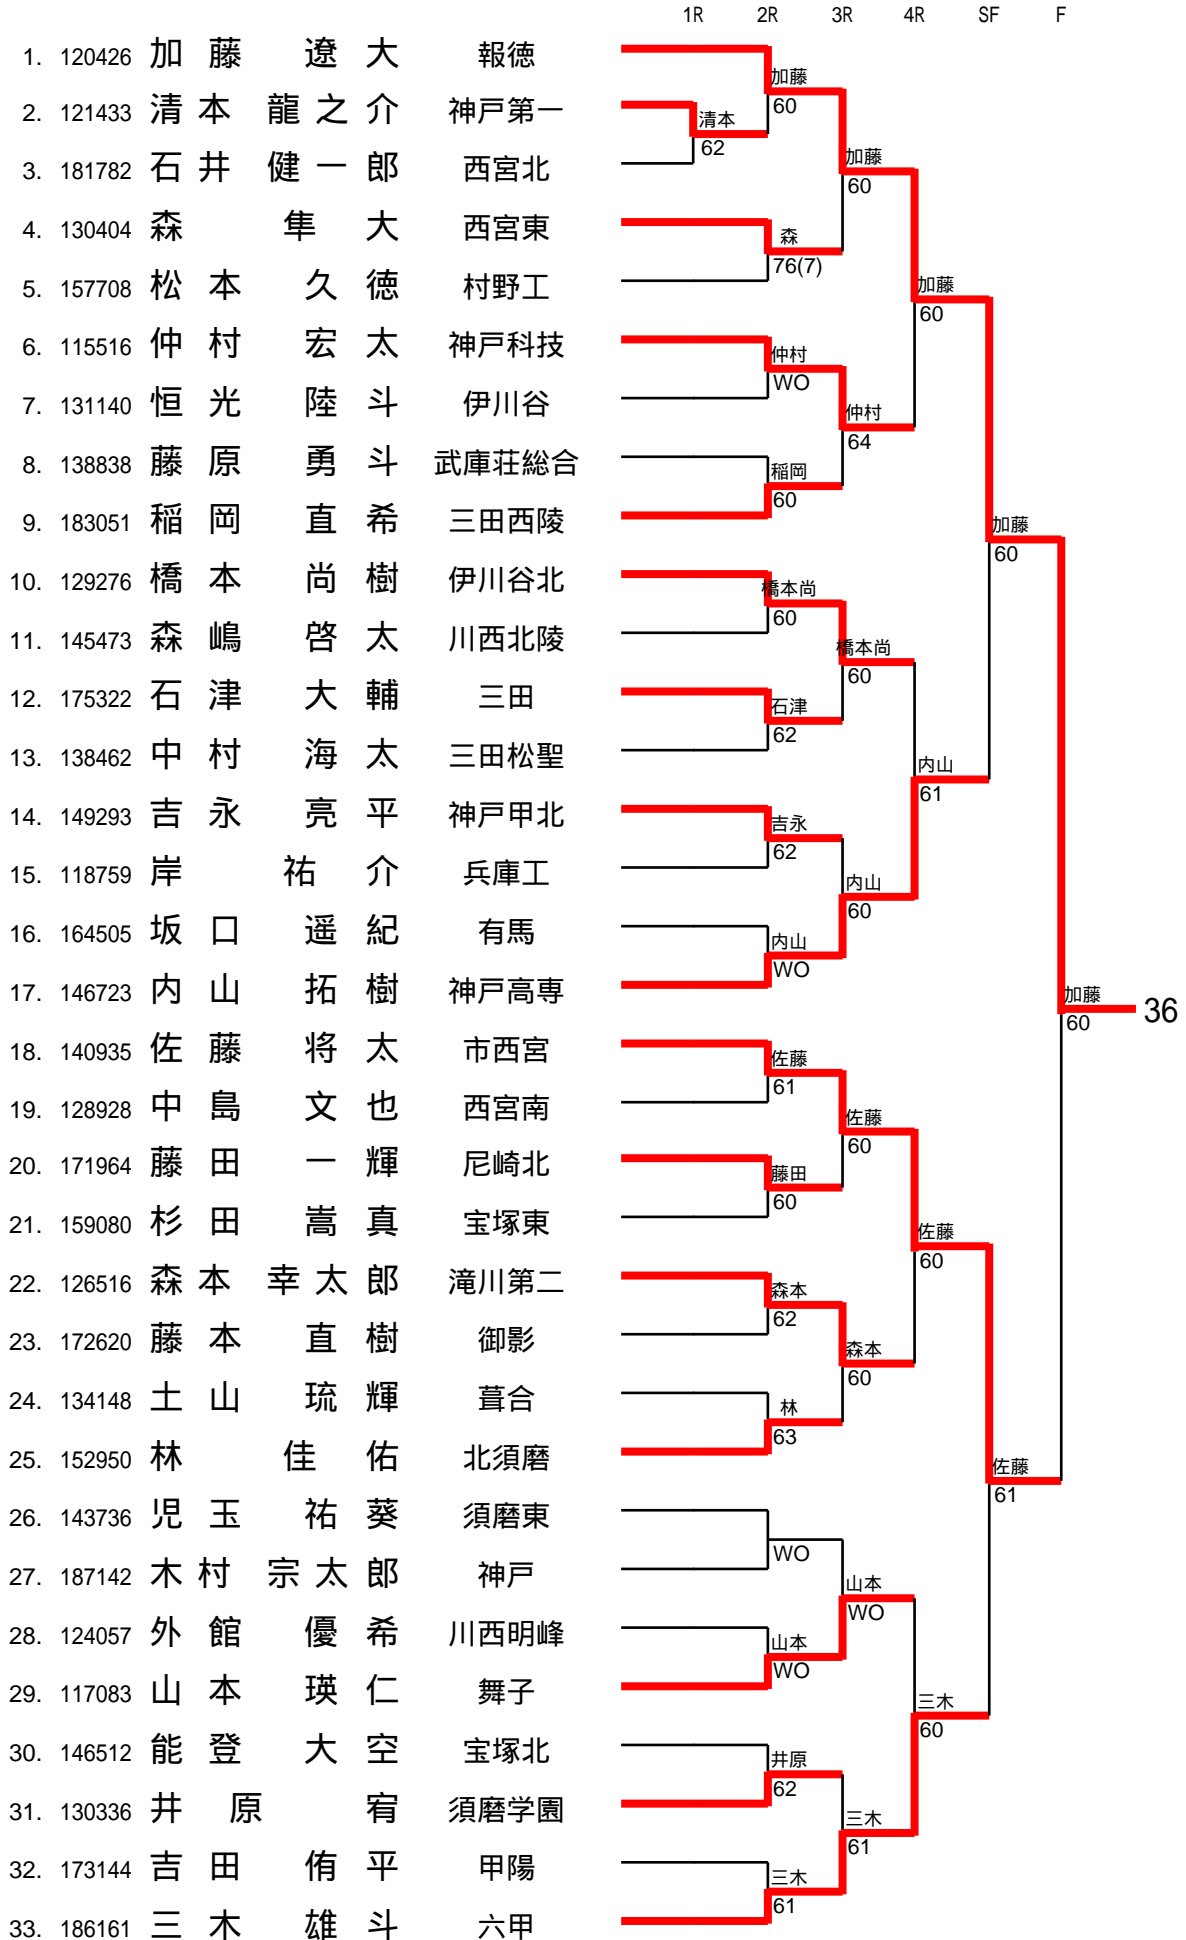 1R 2R 3R 4R SF F
1. 120426 加藤 遼大 報徳
加藤
60
2. 121433 清本 龍之介 神戸第一
清本
62
3. 181782 石井 健一郎 西宮北
加藤
60
4. 130404 森 隼大 西宮東
森
76(7)
5. 157708 松本 久徳 村野工
加藤
60
6. 115516 仲村 宏太 神戸科技
仲村
WO
7. 131140 恒光 陸斗 伊川谷
仲村
64
8. 138838 藤原 勇斗 武庫荘総合
稲岡
60
9. 183051 稲岡 直希 三田西陵
加藤
60
10. 129276 橋本 尚樹 伊川谷北
橋本尚
60
11. 145473 森嶋 啓太 川西北陵
橋本尚
60
12. 175322 石津 大輔 三田
石津
62
13. 138462 中村 海太 三田松聖
内山
61
14. 149293 吉永 亮平 神戸甲北
吉永
62
15. 118759 岸 祐介 兵庫工
内山
60
16. 164505 坂口 遥紀 有馬
内山
WO
17. 146723 内山 拓樹 神戸高専
加藤
60
36
18. 140935 佐藤 将太 市西宮
佐藤
61
19. 128928 中島 文也 西宮南
佐藤
60
20. 171964 藤田 一輝 尼崎北
藤田
60
21. 159080 杉田 嵩真 宝塚東
佐藤
60
22. 126516 森本 幸太郎 滝川第二
森本
62
23. 172620 藤本 直樹 御影
森本
60
24. 134148 土山 琉輝 葺合
林
63
25. 152950 林 佳佑 北須磨
佐藤
61
26. 143736 児玉 祐葵 須磨東
WO
27. 187142 木村 宗太郎 神戸
山本
WO
28. 124057 外館 優希 川西明峰
山本
WO
29. 117083 山本 瑛仁 舞子
三木
60
30. 146512 能登 大空 宝塚北
井原
62
31. 130336 井原 宥 須磨学園
三木
61
32. 173144 吉田 侑平 甲陽
三木
61
33. 186161 三木 雄斗 六甲